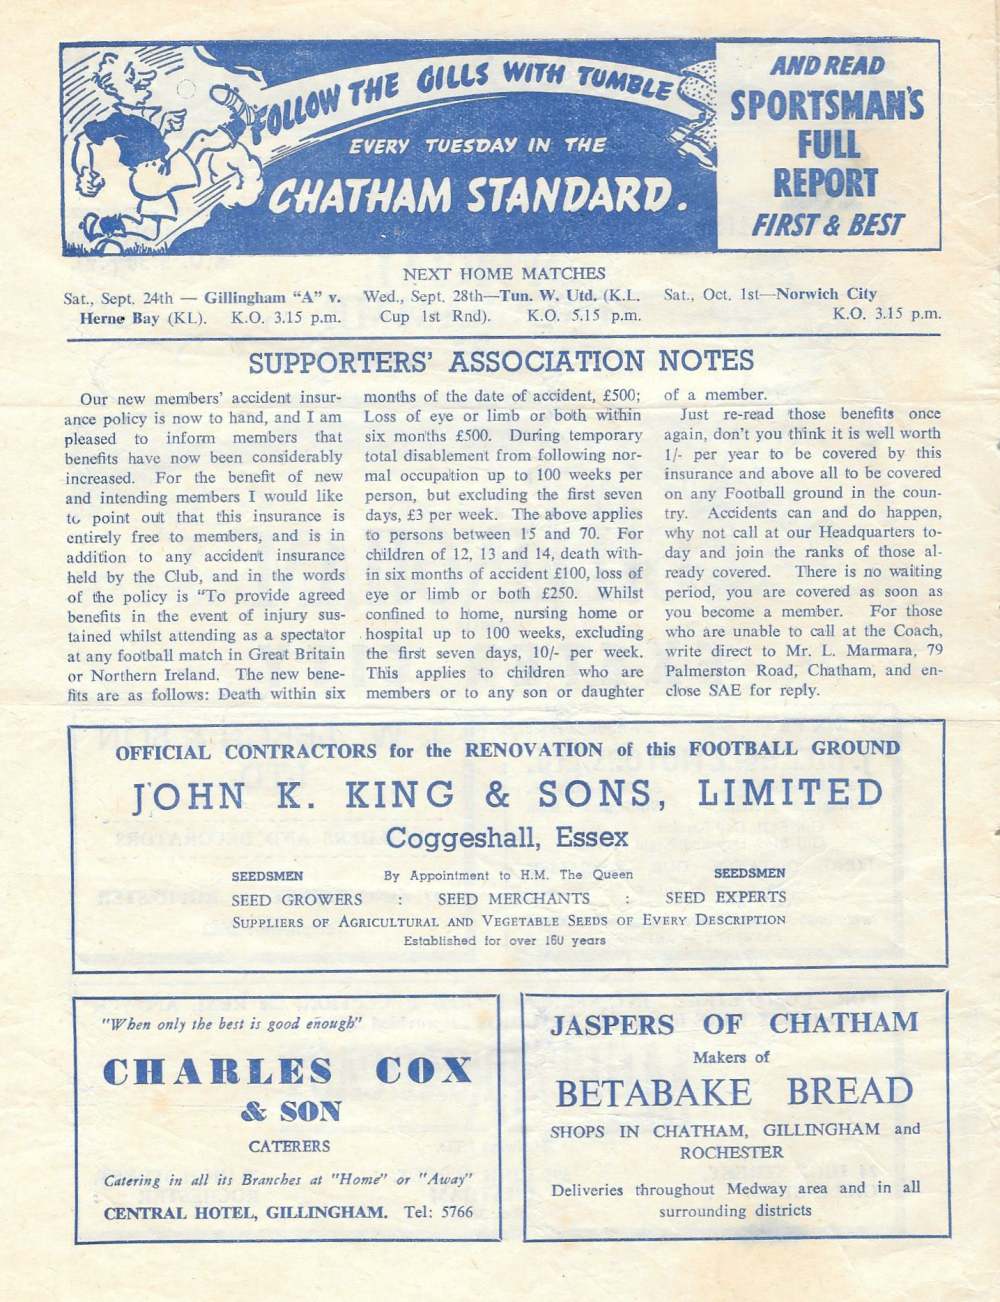 FOLLOW THE GILLS WITH TUMBLE
EVERY TUESDAY IN THE
CHATHAM STANDARD.
AND READ
SPORTSMAN'S
FULL
REPORT
FIRST & BEST
NEXT HOME MATCHES
Sat., Sept. 24th — Gillingham "A" v.
Herne Bay (KL). K.O. 3.15 p.m.
Wed., Sept. 28th—Tun. W. Utd. (K.L.
Cup 1st Rnd). K.O. 5.15 p.m.
Sat., Oct. 1st—Norwich City
K.O. 3.15 p.m.
SUPPORTERS' ASSOCIATION NOTES
Our new members' accident insur-
ance policy is now to hand, and I am
pleased to inform members that
benefits have now been considerably
increased. For the benefit of new
and intending members I would like
to point out that this insurance is
entirely free to members, and is in
addition to any accident insurance
held by the Club, and in the words
of the policy is "To provide agreed
benefits in the event of injury sus-
tained whilst attending as a spectator
at any football match in Great Britain
or Northern Ireland. The new bene-
fits are as follows: Death within six
months of the date of accident, £500;
Loss of eye or limb or both within
six months £500. During temporary
total disablement from following nor-
mal occupation up to 100 weeks per
person, but excluding the first seven
days, £3 per week. The above applies
to persons between 15 and 70. For
children of 12, 13 and 14, death with-
in six months of accident £100, loss of
eye or limb or both £250. Whilst
confined to home, nursing home or
hospital up to 100 weeks, excluding
the first seven days, 10/- per week.
This applies to children who are
members or to any son or daughter
of a member.
Just re-read those benefits once
again, don't you think it is well worth
1/- per year to be covered by this
insurance and above all to be covered
on any Football ground in the coun-
try. Accidents can and do happen,
why not call at our Headquarters to-
day and join the ranks of those al-
ready covered. There is no waiting
period, you are covered as soon as
you become a member. For those
who are unable to call at the Coach,
write direct to Mr. L. Marmara, 79
Palmerston Road, Chatham, and en-
close SAE for reply.
OFFICIAL CONTRACTORS for the RENOVATION of this FOOTBALL GROUND
JOHN K. KING & SONS, LIMITED
Coggeshall, Essex
SEEDSMEN By Appointment to H.M. The Queen SEEDSMEN
SEED GROWERS : SEED MERCHANTS : SEED EXPERTS
SUPPLIERS OF AGRICULTURAL AND VEGETABLE SEEDS OF EVERY DESCRIPTION
Established for over 160 years
"When only the best is good enough"
CHARLES COX
& SON
CATERERS
Catering in all its Branches at "Home" or "Away"
CENTRAL HOTEL, GILLINGHAM. Tel: 5766
JASPERS OF CHATHAM
Makers of
BETABAKE BREAD
SHOPS IN CHATHAM, GILLINGHAM and
ROCHESTER
Deliveries throughout Medway area and in all
surrounding districts